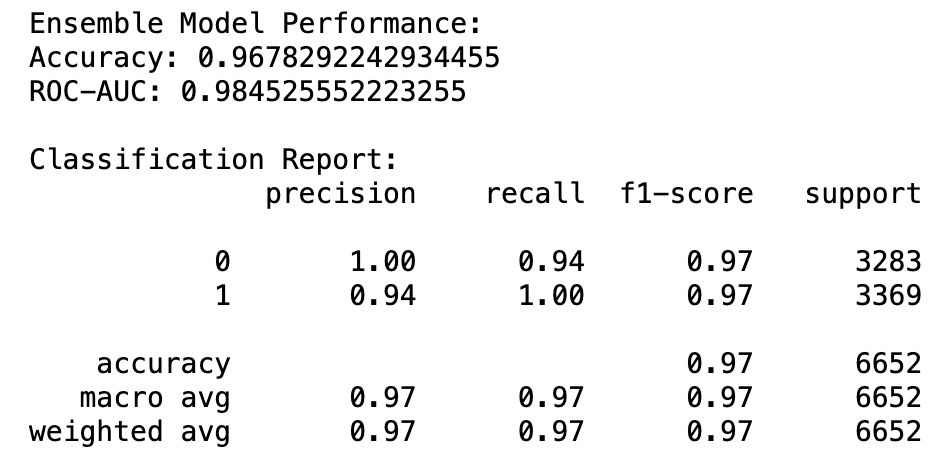 Ensemble Model Performance:
Accuracy: 0.9678292242934455
ROC-AUC: 0.984525552223255
Classification Report:
precision recall f1-score support
0 1.00 0.94 0.97 3283
1 0.94 1.00 0.97 3369
accuracy 0.97 6652
macro avg 0.97 0.97 0.97 6652
weighted avg 0.97 0.97 0.97 6652